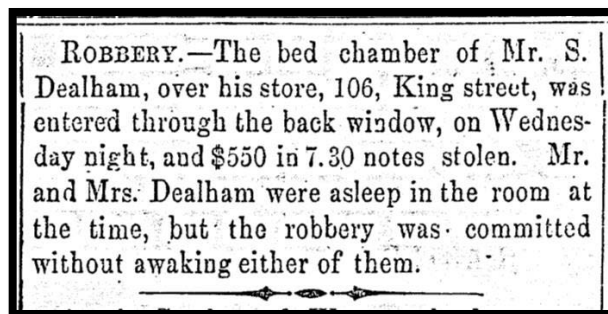 ROBBERY.—The bed chamber of Mr. S.
Dealham, over his store, 106, King street, was
entered through the back window, on Wednes-
day night, and $550 in 7.30 notes stolen. Mr.
and Mrs. Dealham were asleep in the room at
the time, but the robbery was committed
without awaking either of them.